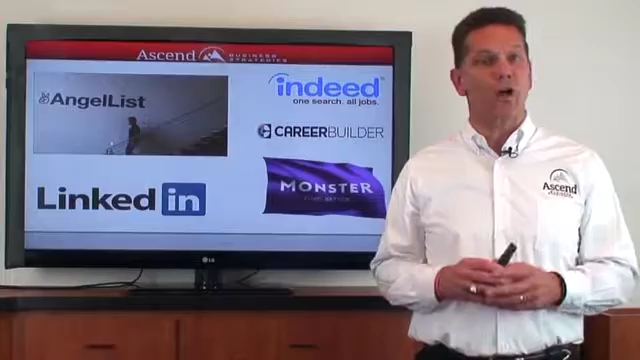 Ascend BUSINESS STRATEGIES
AngelList
indeed
one search. all jobs.
CAREERBUILDER
LinkedIn
MONSTER
LG
Ascend